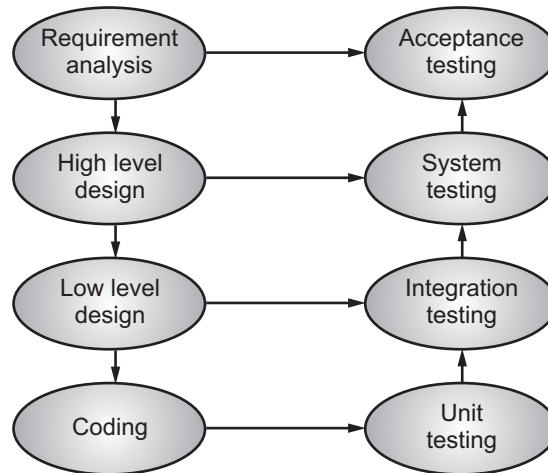 Requirement
analysis
Acceptance
testing
High level
design
System
testing
Low level
design
Integration
testing
Coding
Unit
testing